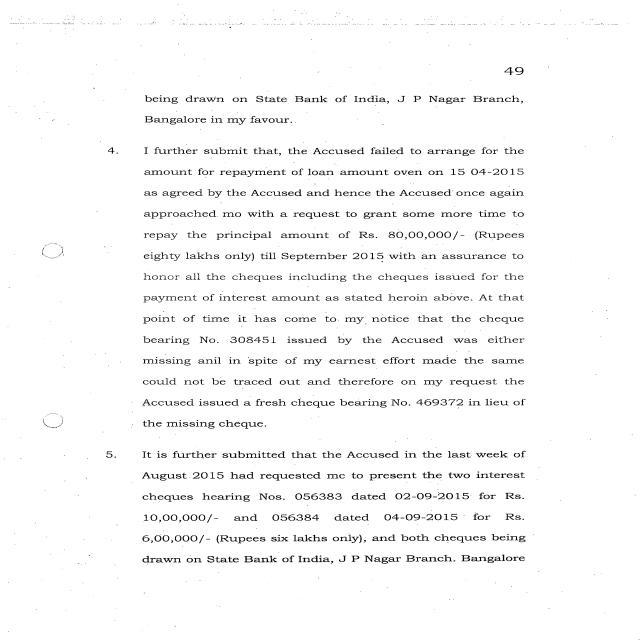 49
being drawn on State Bank of India, J P Nagar Branch,
Bangalore in my favour.
4. I further submit that, the Accused failed to arrange for the
amount for repayment of loan amount oven on 15 04-2015
as agreed by the Accused and hence the Accused once again
approached mo with a request to grant some more time to
repay the principal amount of Rs. 80,00,000/- (Rupees
eighty lakhs only) till September 2015 with an assurance to
honor all the cheques including the cheques issued for the
payment of interest amount as stated heroin above. At that
point of time it has come to my notice that the cheque
bearing No. 308451 issued by the Accused was either
missing anil in spite of my earnest effort made the same
could not be traced out and therefore on my request the
Accused issued a fresh cheque bearing No. 469372 in lieu of
the missing cheque.
5. It is further submitted that the Accused in the last week of
August 2015 had requested mc to present the two interest
cheques hearing Nos. 056383 dated 02-09-2015 for Rs.
10,00,000/- and 056384 dated 04-09-2015 for Rs.
6,00,000/- (Rupees six lakhs only), and both cheques being
drawn on State Bank of India, J P Nagar Branch. Bangalore